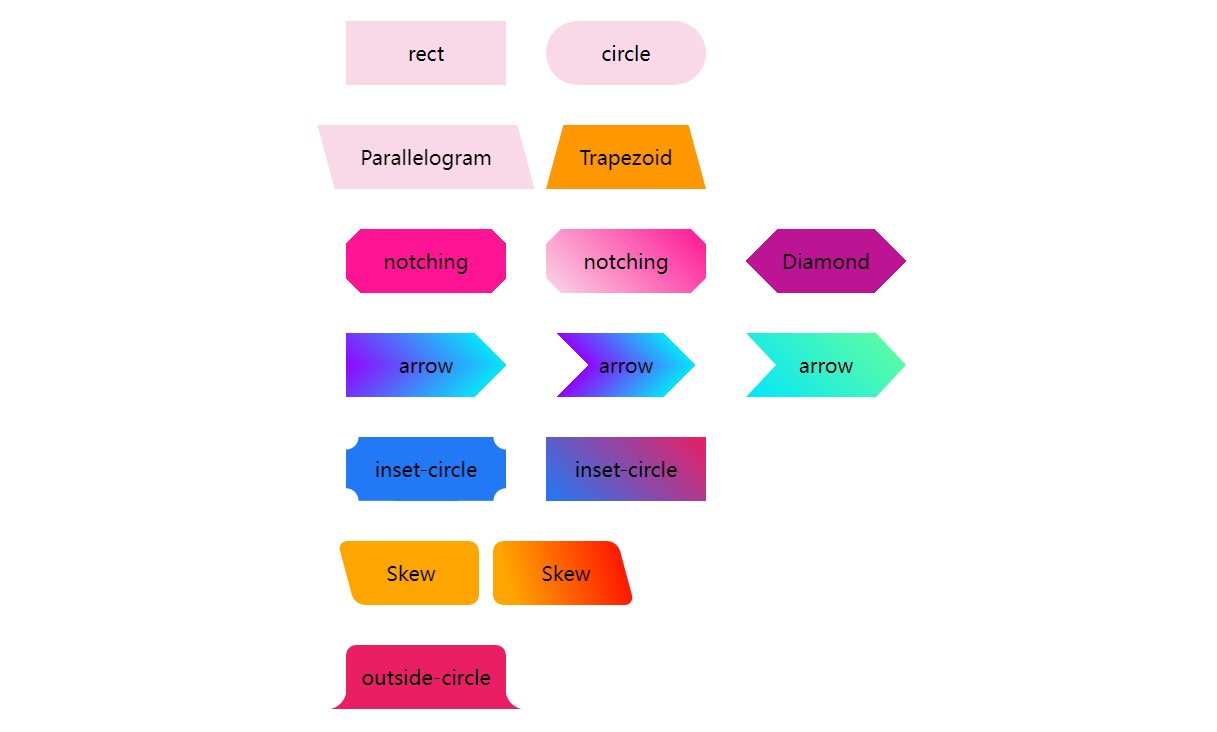 rect
circle
Parallelogram
Trapezoid
notching
notching
Diamond
arrow
arrow
arrow
inset-circle
inset-circle
Skew
Skew
outside-circle